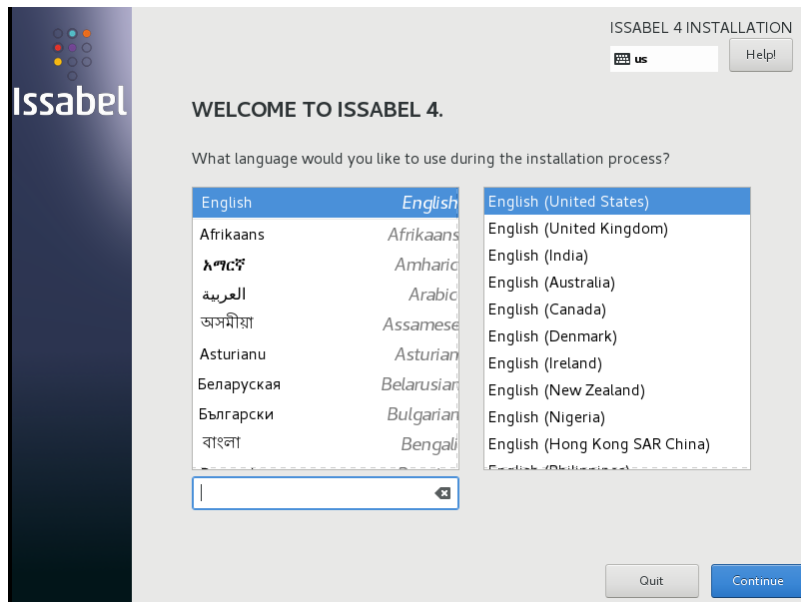 Issabel
ISSABEL 4 INSTALLATION
us
Help!
WELCOME TO ISSABEL 4.
What language would you like to use during the installation process?
English English
Afrikaans Afrikaans
አማርኛ Amharic
العربية Arabic
অসমীয়া Assamese
Asturianu Asturian
Беларуская Belarusian
Български Bulgarian
বাংলা Bengali
English (United States)
English (United Kingdom)
English (India)
English (Australia)
English (Canada)
English (Denmark)
English (Ireland)
English (New Zealand)
English (Nigeria)
English (Hong Kong SAR China)
English (Philippines)
Quit
Continue